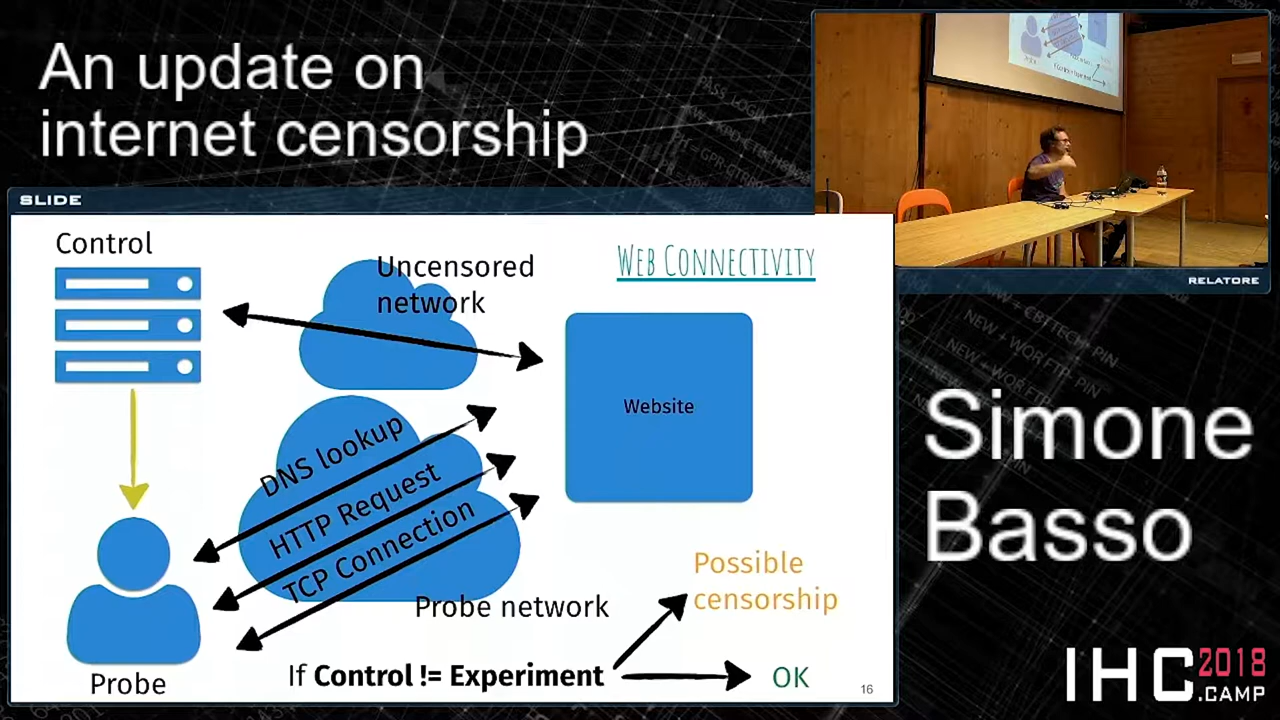 An update on
internet censorship
SLIDE
Control
Uncensored
network
WEB CONNECTIVITY
Website
DNS lookup
HTTP Request
TCP Connection
Probe network
Possible
censorship
If Control != Experiment
OK
Probe
16
RELATORE
Simone
Basso
IHC 2018
.CAMP